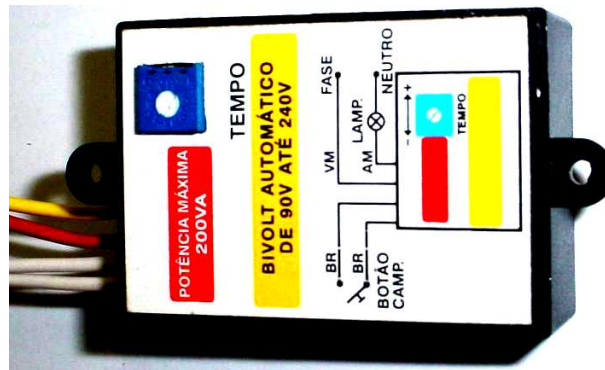 POTÊNCIA MÁXIMA
200VA
TEMPO
BIVOLT AUTOMÁTICO
DE 90V ATÉ 240V
FASE
NEUTRO
LAMP.
VM
AM
BR
BR
BOTÃO
CAMP.
- +
TEMPO